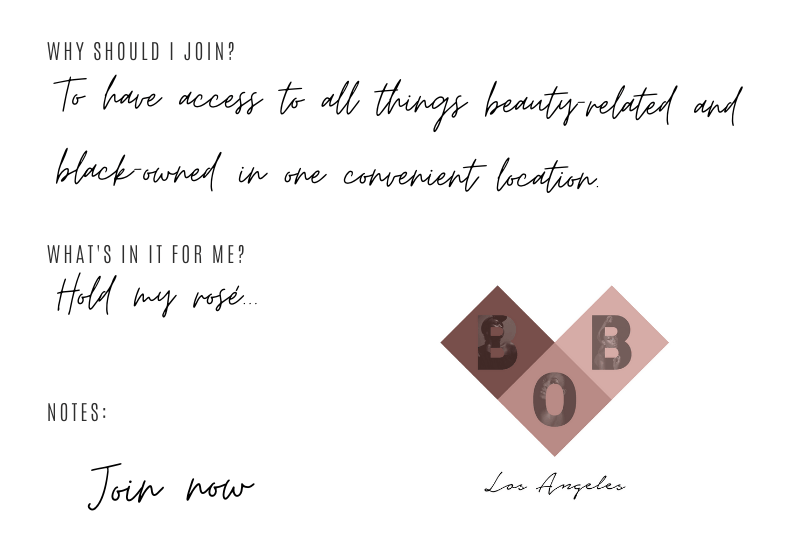 WHY SHOULD I JOIN?
To have access to all things beauty-related and
black-owned in one convenient location.
WHAT'S IN IT FOR ME?
Hold my rosé...
B B
O
NOTES:
Join now
Los Angeles